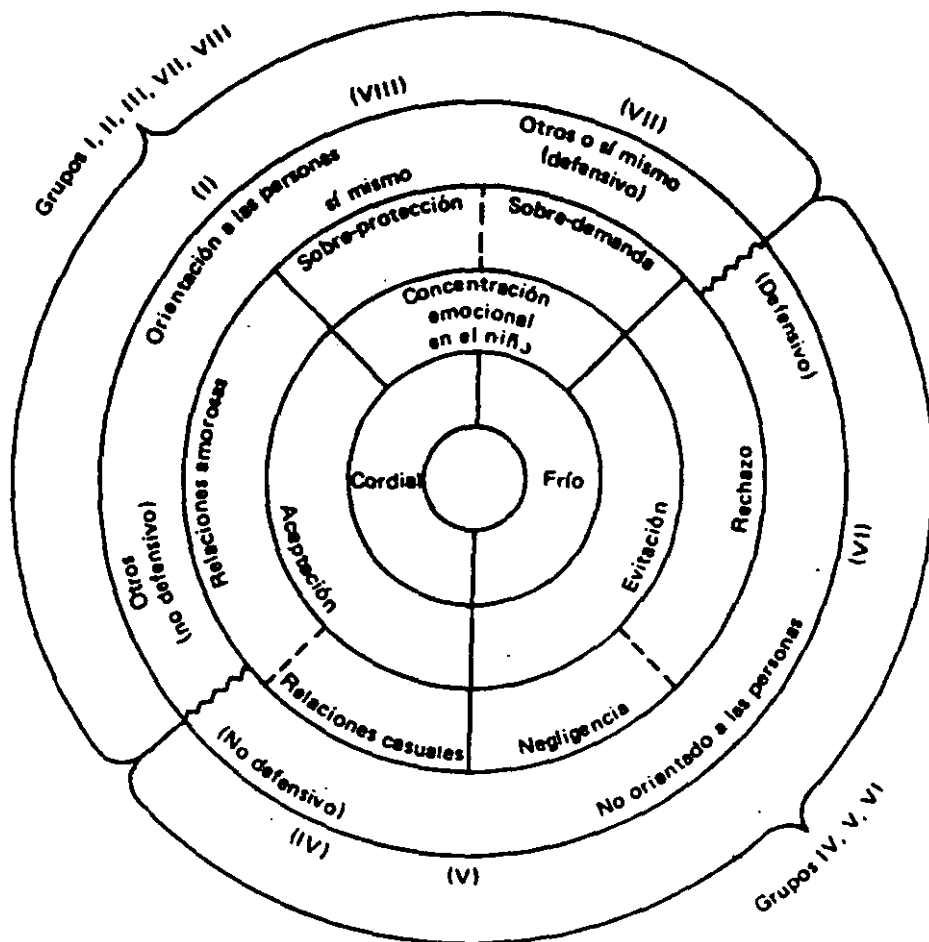 Grupos I, II, III, VII, VIII
(VIII)
(VII)
(I)
Orientación a las personas
sí mismo
Otros o sí mismo
(defensivo)
Sobre-protección
Sobre-demanda
Concentración
emocional
en el niño
(Defensivo)
Relaciones amorosas
Cordial
Frío
Rechazo
Aceptación
Evitación
(VI)
Otros
(no defensivo)
Relaciones casuales
Negligencia
No orientado a las personas
(No defensivo)
(IV)
(V)
Grupos IV, V, VI